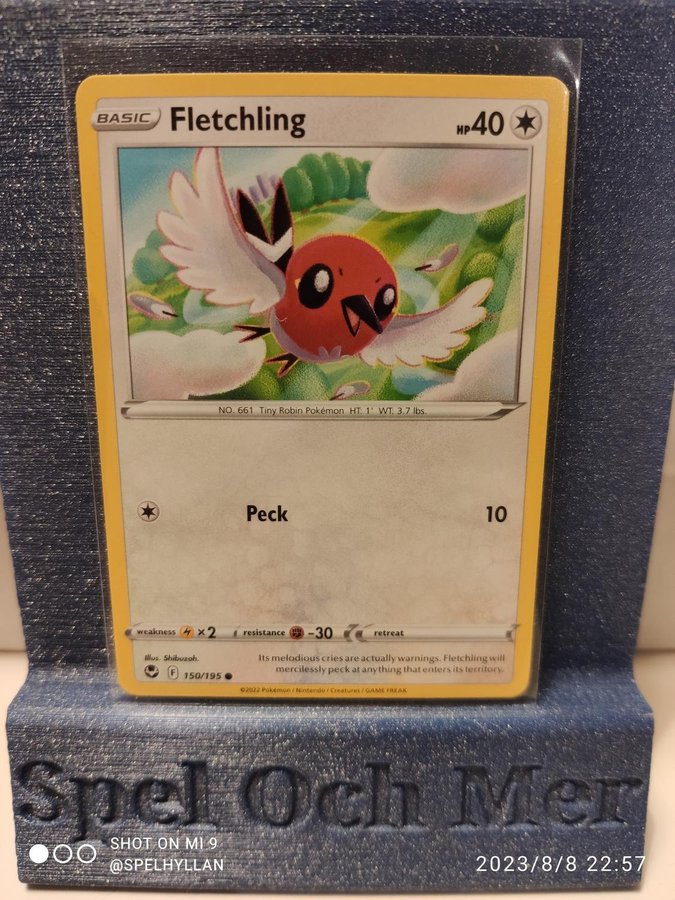 BASIC Fletchling HP40
NO. 661 Tiny Robin Pokémon HT: 1' WT: 3.7 lbs.
Peck 10
weakness ×2 resistance -30 retreat
Illus. Shibuzoh. Its melodious cries are actually warnings. Fletchling will
mercilessly peck at anything that enters its territory.
F 150/195
©2022 Pokémon / Nintendo / Creatures / GAME FREAK
Spel Och Mer
SHOT ON MI 9
@SPELHYLLAN
2023/8/8 22:57